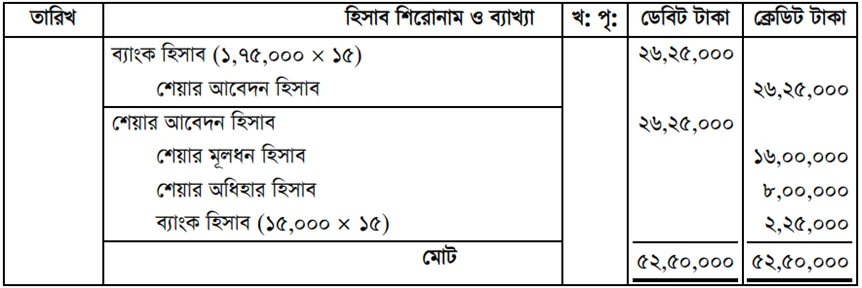 তারিখ হিসাব শিরোনাম ও ব্যাখ্যা খ: পৃ: ডেবিট টাকা ক্রেডিট টাকা
ব্যাংক হিসাব (১,৭৫,০০০ × ১৫) ২৬,২৫,০০০
শেয়ার আবেদন হিসাব ২৬,২৫,০০০
শেয়ার আবেদন হিসাব ২৬,২৫,০০০
শেয়ার মূলধন হিসাব ১৬,০০,০০০
শেয়ার অধিহার হিসাব ৮,০০,০০০
ব্যাংক হিসাব (১৫,০০০ × ১৫) ২,২৫,০০০
মোট ৫২,৫০,০০০ ৫২,৫০,০০০